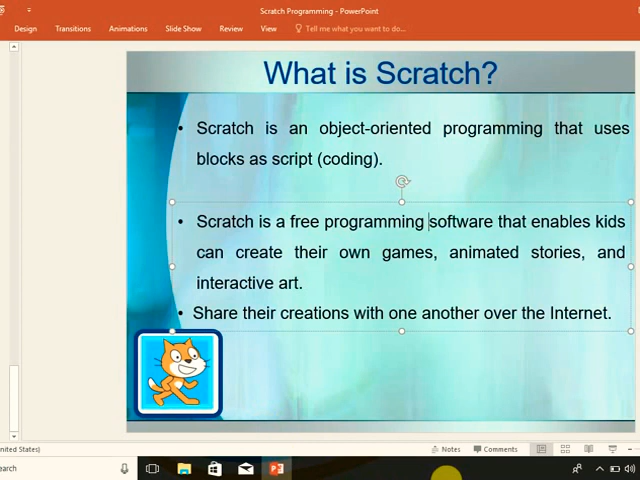 Scratch Programming - PowerPoint
Design Transitions Animations Slide Show Review View Tell me what you want to do...
What is Scratch?
• Scratch is an object-oriented programming that uses
blocks as script (coding).
• Scratch is a free programming software that enables kids
can create their own games, animated stories, and
interactive art.
• Share their creations with one another over the Internet.
United States) Notes Comments
earch